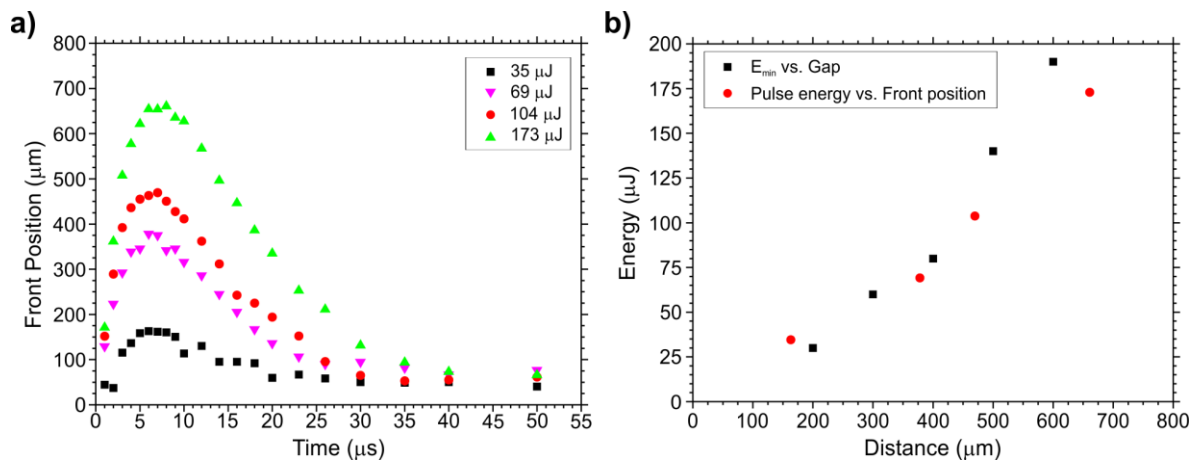 a)
800
700
600
500
400
300
200
100
0
Front Position (μm)
0 5 10 15 20 25 30 35 40 45 50 55
Time (μs)
35 μJ
69 μJ
104 μJ
173 μJ
b)
200
175
150
125
100
75
50
25
0
Energy (μJ)
0 100 200 300 400 500 600 700 800
Distance (μm)
Emin vs. Gap
Pulse energy vs. Front position